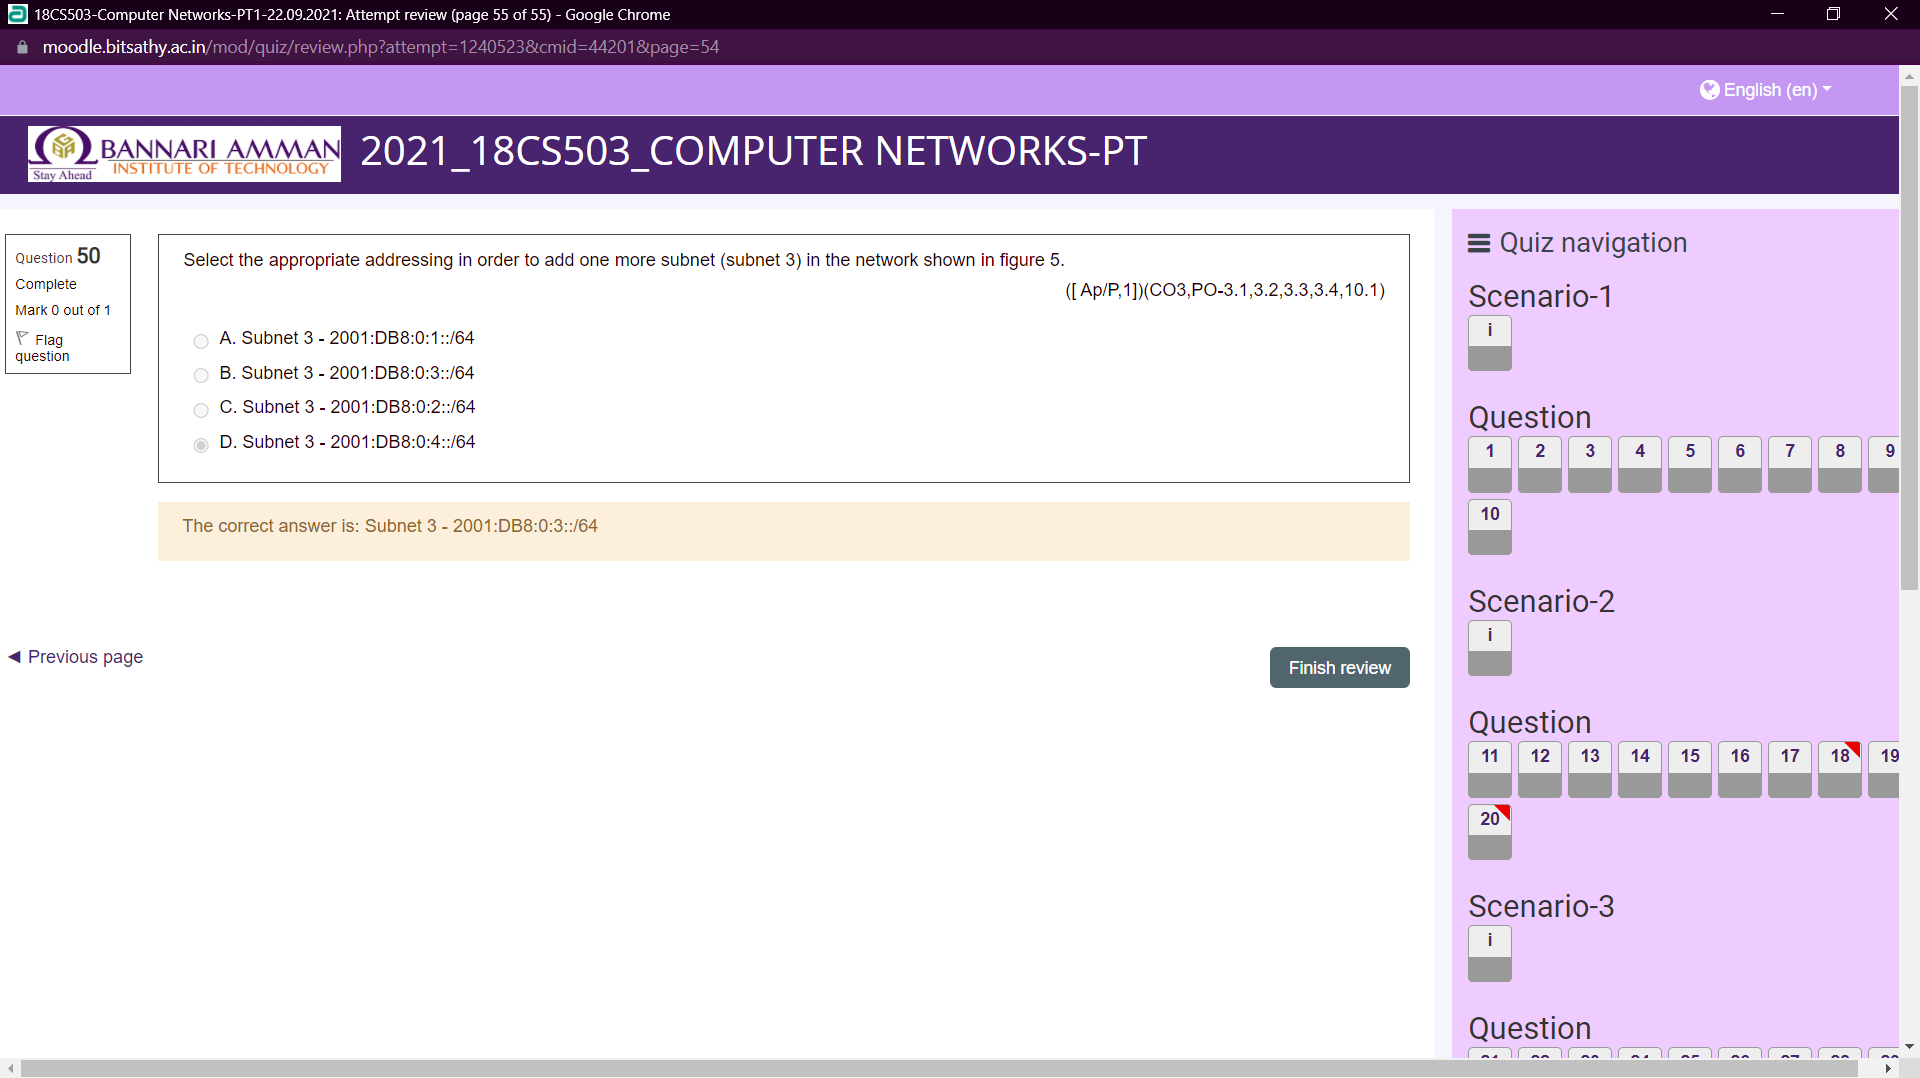 18CS503-Computer Networks-PT1-22.09.2021: Attempt review (page 55 of 55) - Google Chrome
moodle.bitsathy.ac.in/mod/quiz/review.php?attempt=1240523&cmid=44201&page=54
English (en)
BANNARI AMMAN
INSTITUTE OF TECHNOLOGY
Stay Ahead
2021_18CS503_COMPUTER NETWORKS-PT
Question 50
Complete
Mark 0 out of 1
Flag
question
Select the appropriate addressing in order to add one more subnet (subnet 3) in the network shown in figure 5.
([ Ap/P,1])(CO3,PO-3.1,3.2,3.3,3.4,10.1)
A. Subnet 3 - 2001:DB8:0:1::/64
B. Subnet 3 - 2001:DB8:0:3::/64
C. Subnet 3 - 2001:DB8:0:2::/64
D. Subnet 3 - 2001:DB8:0:4::/64
The correct answer is: Subnet 3 - 2001:DB8:0:3::/64
◄ Previous page
Finish review
Quiz navigation
Scenario-1
i
Question
1 2 3 4 5 6 7 8 9
10
Scenario-2
i
Question
11 12 13 14 15 16 17 18 19
20
Scenario-3
i
Question